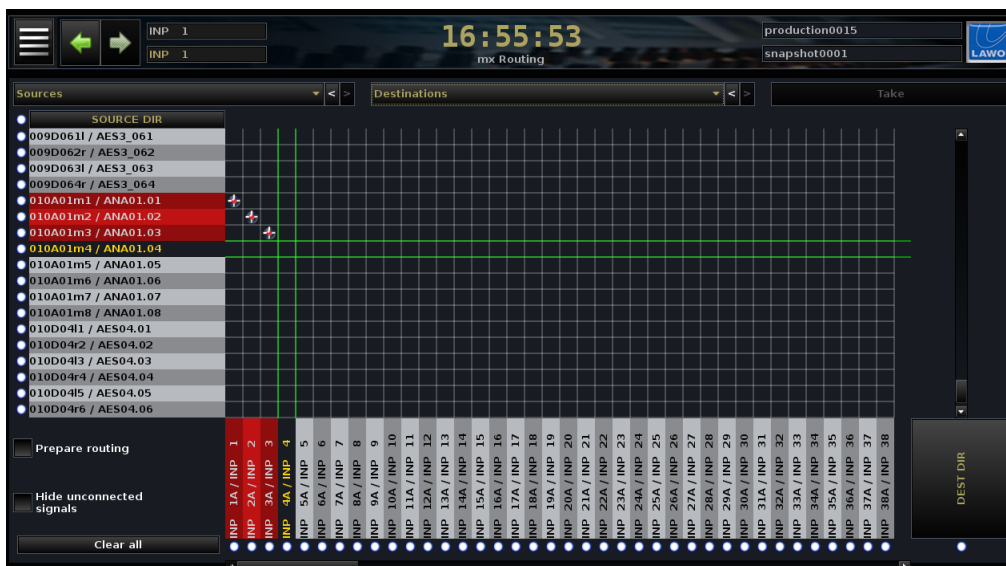 INP 1
INP 1
16:55:53
mx Routing
production0015
snapshot0001
LAWO
Sources
< >
Destinations
< >
Take
SOURCE DIR
009D061l / AES3_061
009D062r / AES3_062
009D063l / AES3_063
009D064r / AES3_064
010A01m1 / ANA01.01
010A01m2 / ANA01.02
010A01m3 / ANA01.03
010A01m4 / ANA01.04
010A01m5 / ANA01.05
010A01m6 / ANA01.06
010A01m7 / ANA01.07
010A01m8 / ANA01.08
010D04l1 / AES04.01
010D04r2 / AES04.02
010D04l3 / AES04.03
010D04r4 / AES04.04
010D04l5 / AES04.05
010D04r6 / AES04.06
Prepare routing
Hide unconnected
signals
Clear all
INP 1A / INP 1
INP 2A / INP 2
INP 3A / INP 3
INP 4A / INP 4
INP 5A / INP 5
INP 6A / INP 6
INP 7A / INP 7
INP 8A / INP 8
INP 9A / INP 9
INP 10A / INP 10
INP 11A / INP 11
INP 12A / INP 12
INP 13A / INP 13
INP 14A / INP 14
INP 15A / INP 15
INP 16A / INP 16
INP 17A / INP 17
INP 18A / INP 18
INP 19A / INP 19
INP 20A / INP 20
INP 21A / INP 21
INP 22A / INP 22
INP 23A / INP 23
INP 24A / INP 24
INP 25A / INP 25
INP 26A / INP 26
INP 27A / INP 27
INP 28A / INP 28
INP 29A / INP 29
INP 30A / INP 30
INP 31A / INP 31
INP 32A / INP 32
INP 33A / INP 33
INP 34A / INP 34
INP 35A / INP 35
INP 36A / INP 36
INP 37A / INP 37
INP 38A / INP 38
DEST DIR